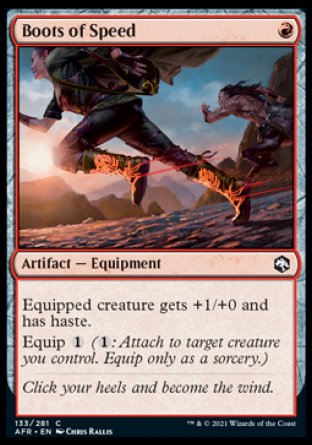 Boots of Speed
Artifact — Equipment
Equipped creature gets +1/+0 and
has haste.
Equip 1 (1: Attach to target creature
you control. Equip only as a sorcery.)
Click your heels and become the wind.
133/281 C
AFR • EN Chris Rallis
™ & © 2021 Wizards of the Coast